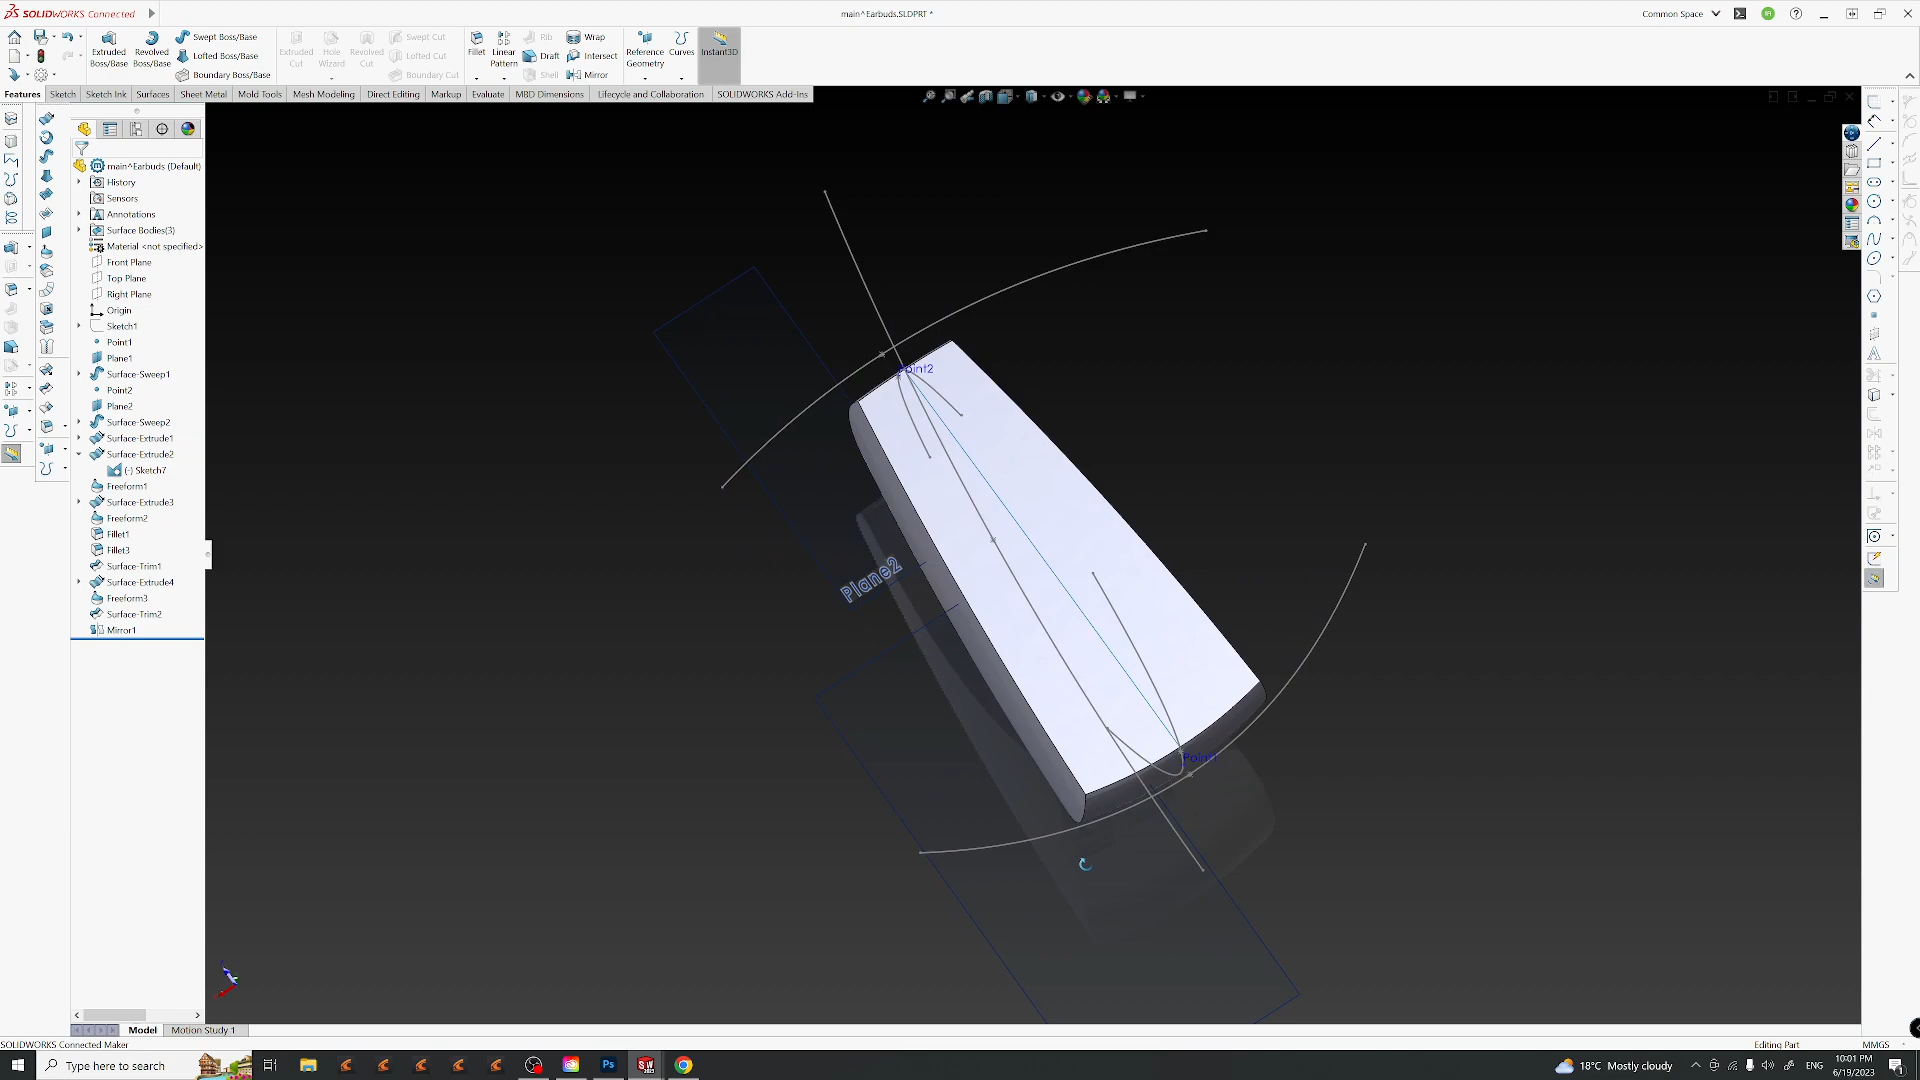 SOLIDWORKS Connected
main^Earbuds.SLDPRT *
Common Space
Extruded Boss/Base
Revolved Boss/Base
Swept Boss/Base
Lofted Boss/Base
Boundary Boss/Base
Extruded Cut
Hole Wizard
Revolved Cut
Swept Cut
Lofted Cut
Boundary Cut
Fillet
Linear Pattern
Rib
Draft
Shell
Wrap
Intersect
Mirror
Reference Geometry
Curves
Instant3D
Features
Sketch
Sketch Ink
Surfaces
Sheet Metal
Mold Tools
Mesh Modeling
Direct Editing
Markup
Evaluate
MBD Dimensions
Lifecycle and Collaboration
SOLIDWORKS Add-Ins
main^Earbuds (Default)
History
Sensors
Annotations
Surface Bodies(3)
Material <not specified>
Front Plane
Top Plane
Right Plane
Origin
Sketch1
Point1
Plane1
Surface-Sweep1
Point2
Plane2
Surface-Sweep2
Surface-Extrude1
Surface-Extrude2
(-) Sketch7
Freeform1
Surface-Extrude3
Freeform2
Fillet1
Fillet3
Surface-Trim1
Surface-Extrude4
Freeform3
Surface-Trim2
Mirror1
Point2
Plane2
Model
Motion Study 1
SOLIDWORKS Connected Maker
Editing Part
MMGS
Type here to search
Ps
SW
18°C Mostly cloudy
ENG
10:01 PM
6/19/2023